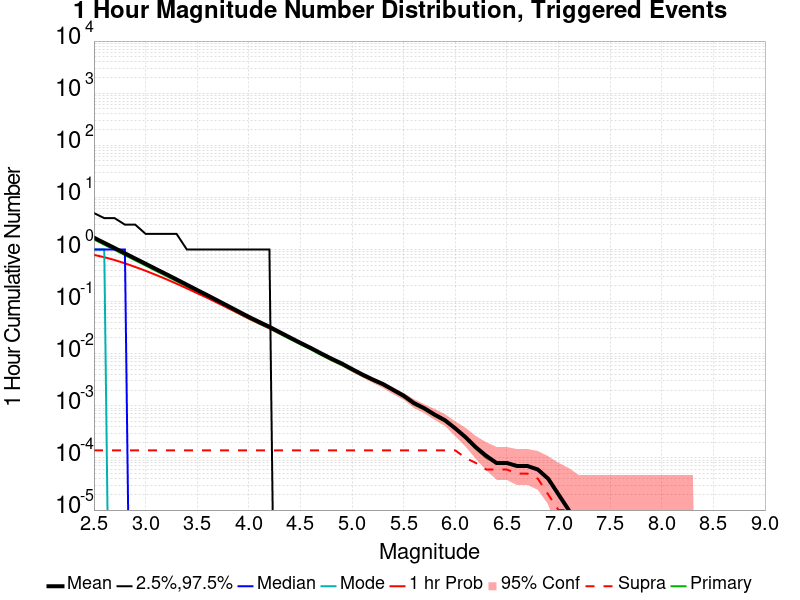 1 Hour Magnitude Number Distribution, Triggered Events
1 Hour Cumulative Number
10 4
10 3
10 2
10 1
10 0
10 -1
10 -2
10 -3
10 -4
10 -5
2.5 3.0 3.5 4.0 4.5 5.0 5.5 6.0 6.5 7.0 7.5 8.0 8.5 9.0
Magnitude
Mean 2.5%,97.5% Median Mode 1 hr Prob 95% Conf Supra Primary